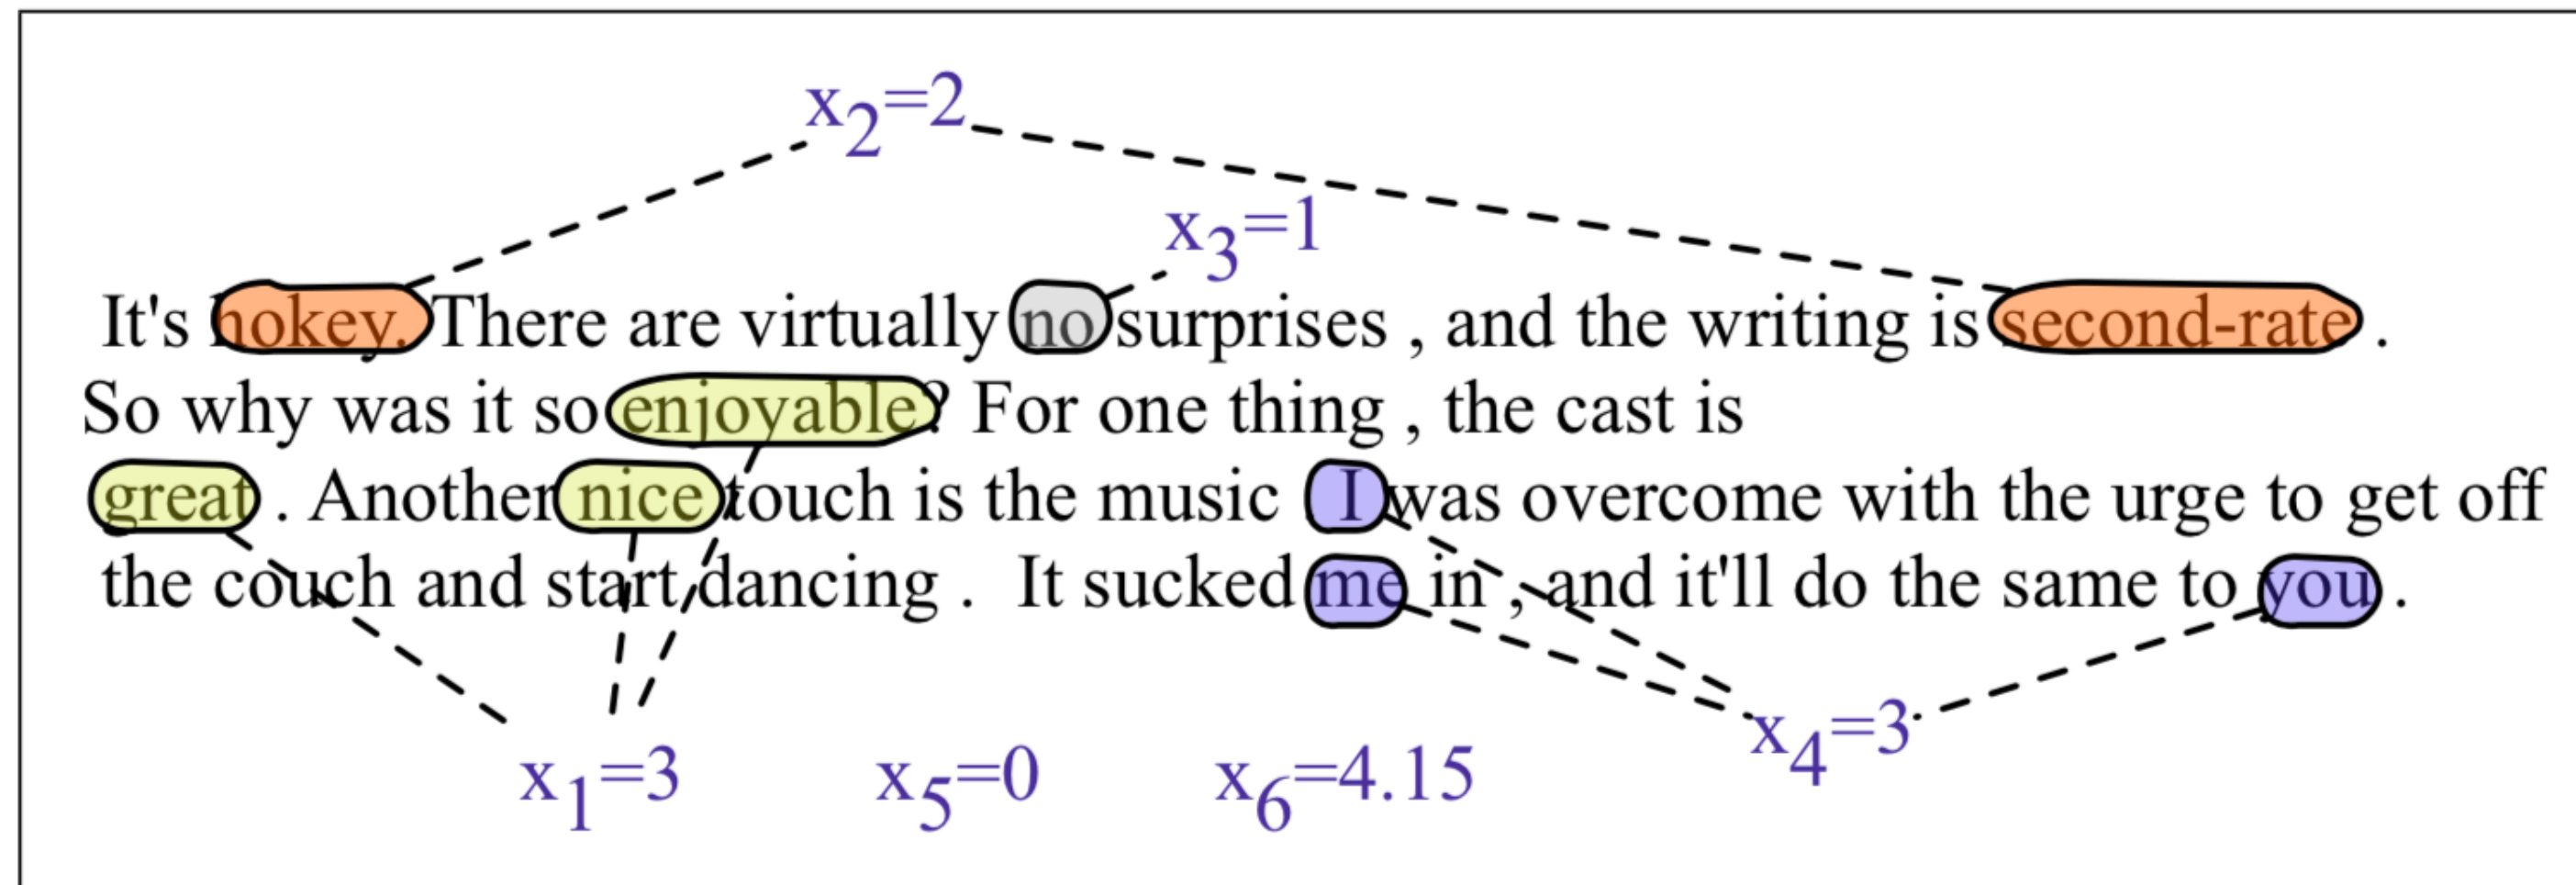 x2=2
x3=1
It's hokey. There are virtually no surprises , and the writing is second-rate .
So why was it so enjoyable? For one thing , the cast is
great . Another nice touch is the music I was overcome with the urge to get off
the couch and start dancing . It sucked me in , and it'll do the same to you .
x4=3
x1=3 x5=0 x6=4.15